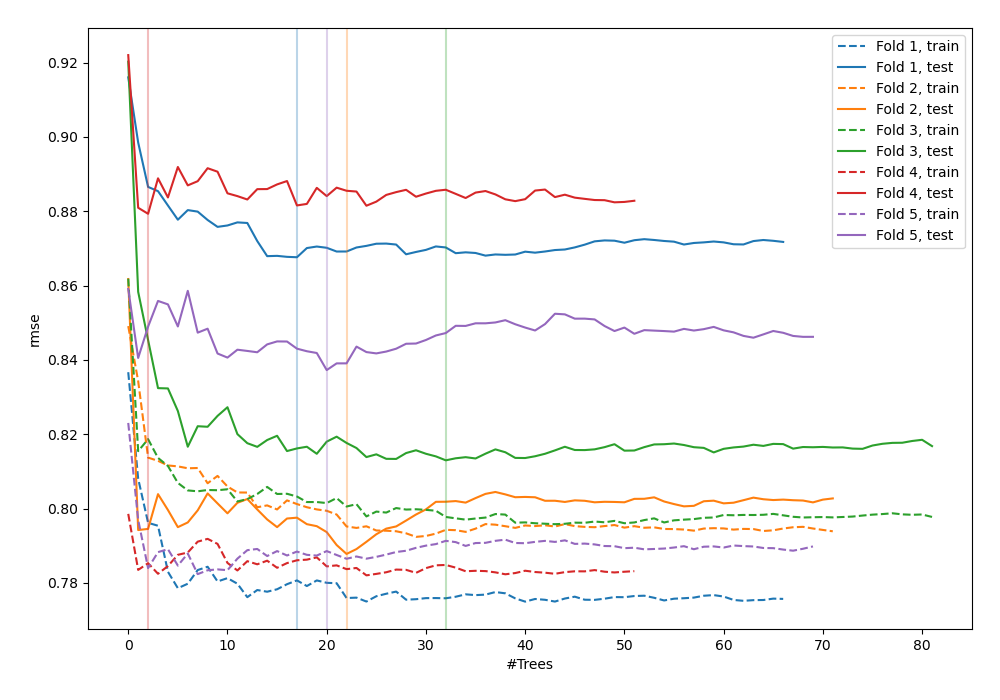 0.92
0.90
0.88
0.86
0.84
0.82
0.80
0.78
rmse
0
10
20
30
40
50
60
70
80
#Trees
Fold 1, train
Fold 1, test
Fold 2, train
Fold 2, test
Fold 3, train
Fold 3, test
Fold 4, train
Fold 4, test
Fold 5, train
Fold 5, test